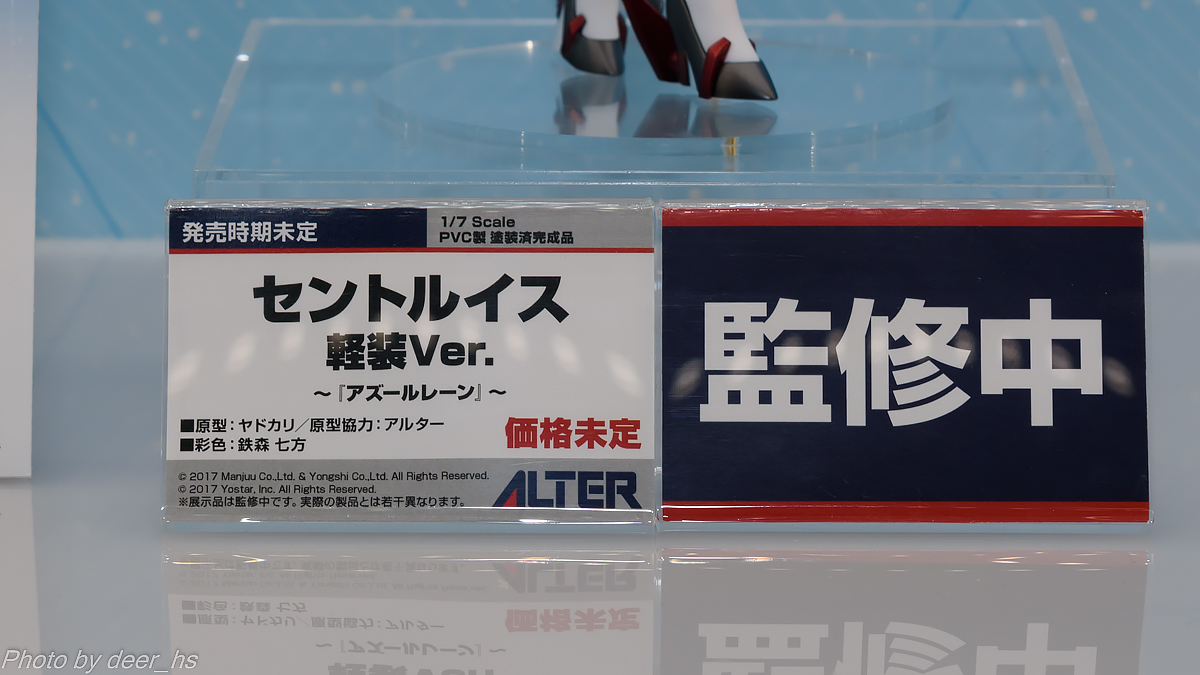 発売時期未定
1/7 Scale
PVC製 塗装済完成品
セントルイス
軽装Ver.
～『アズールレーン』～
■原型：ヤドカリ／原型協力：アルター
■彩色：鉄森 七方
価格未定
© 2017 Manjuu Co.,Ltd. & Yongshi Co.,Ltd. All Rights Reserved.
© 2017 Yostar, Inc. All Rights Reserved.
※展示品は監修中です。実際の製品とは若干異なります。
ALTER
監修中
Photo by deer_hs